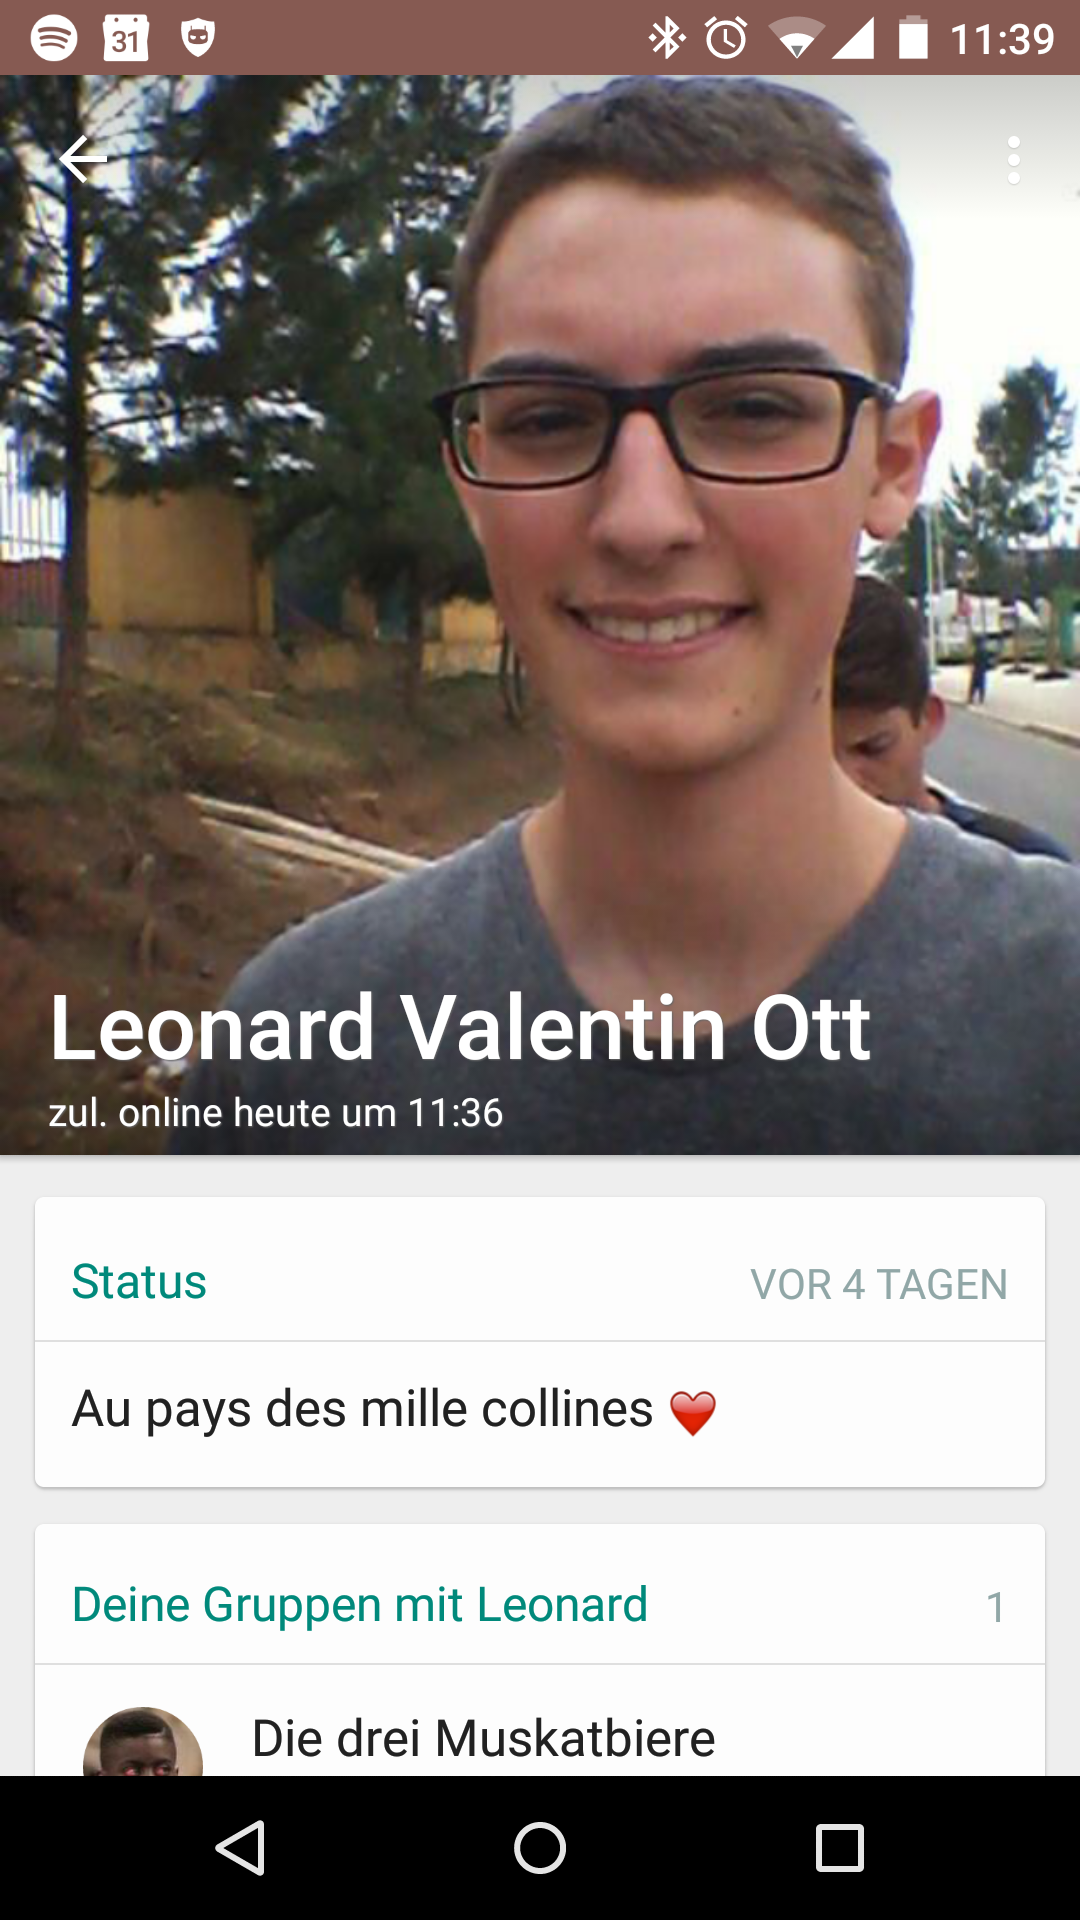 31
11:39
Leonard Valentin Ott
zul. online heute um 11:36
Status
VOR 4 TAGEN
Au pays des mille collines ❤
Deine Gruppen mit Leonard
1
Die drei Muskatbiere